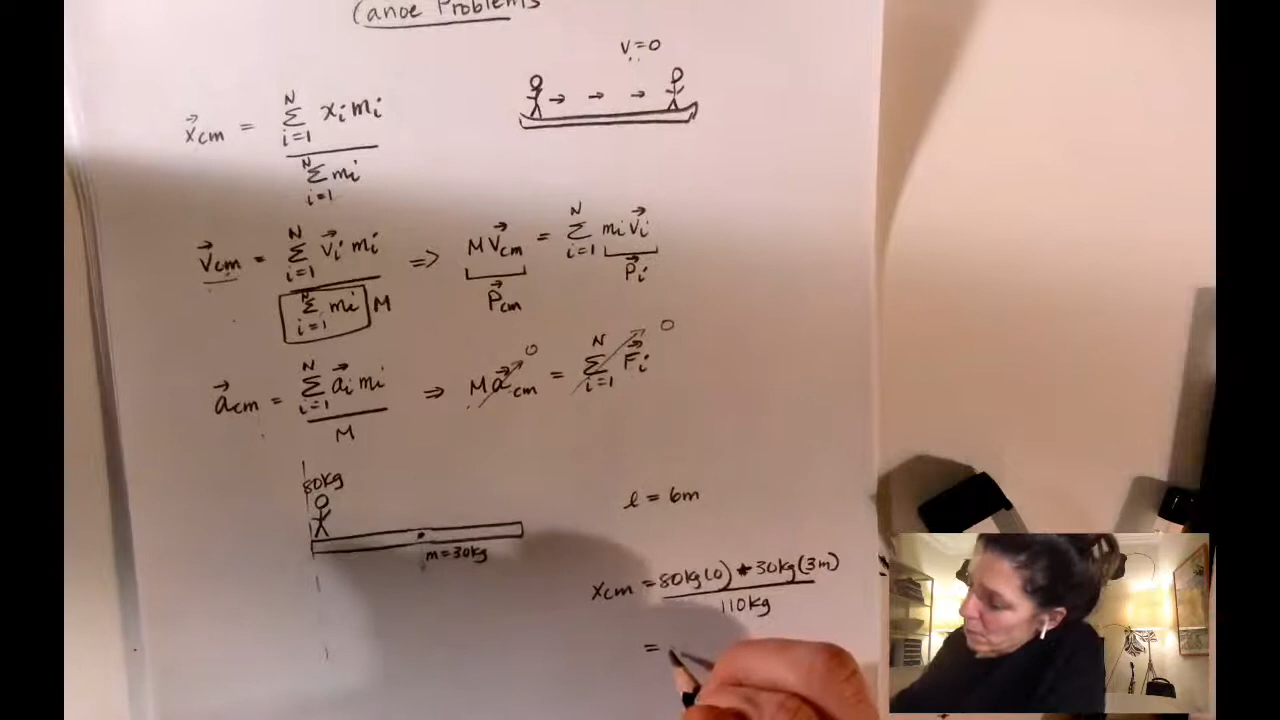 Canoe Problems
v=0
x⃗cm = Σ(i=1 to N) xi mi / Σ(i=1 to N) mi
v⃗cm = Σ(i=1 to N) v⃗i mi / Σ(i=1 to N) mi M => M v⃗cm = Σ(i=1 to N) mi v⃗i
P⃗cm P⃗i
a⃗cm = Σ(i=1 to N) a⃗i mi / M => M a⃗cm 0 = Σ(i=1 to N) F⃗i 0
80kg
l = 6m
m=30kg
xcm = 80kg(0) + 30kg(3m) / 110kg
=